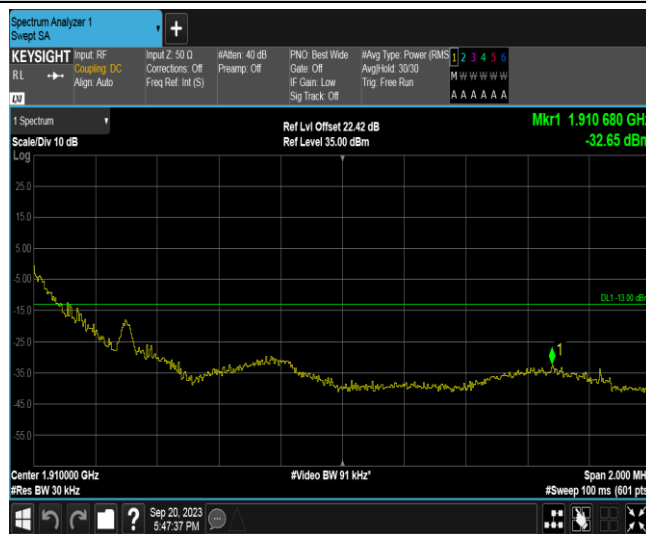 Spectrum Analyzer 1
Swept SA
KEYSIGHT
RL
Input: RF
Coupling: DC
Align: Auto
Input Z: 50 Ω
Corrections: Off
Freq Ref: Int (S)
#Atten: 40 dB
Preamp: Off
PNO: Best Wide
Gate: Off
IF Gain: Low
Sig Track: Off
#Avg Type: Power (RMS
Avg|Hold: 30/30
Trig: Free Run
1 2 3 4 5 6
M W W W W W
A A A A A A
LXI
1 Spectrum
Scale/Div 10 dB
Ref Lvl Offset 22.42 dB
Ref Level 35.00 dBm
Mkr1 1.910 680 GHz
-32.65 dBm
Log
25.0
15.0
5.00
-5.00
DL1 -13.00 dBm
-15.0
-25.0
1
-35.0
-45.0
-55.0
Center 1.910000 GHz
#Video BW 91 kHz*
Span 2.000 MH
#Res BW 30 kHz
#Sweep 100 ms (601 pts
?
Sep 20, 2023
5:47:37 PM